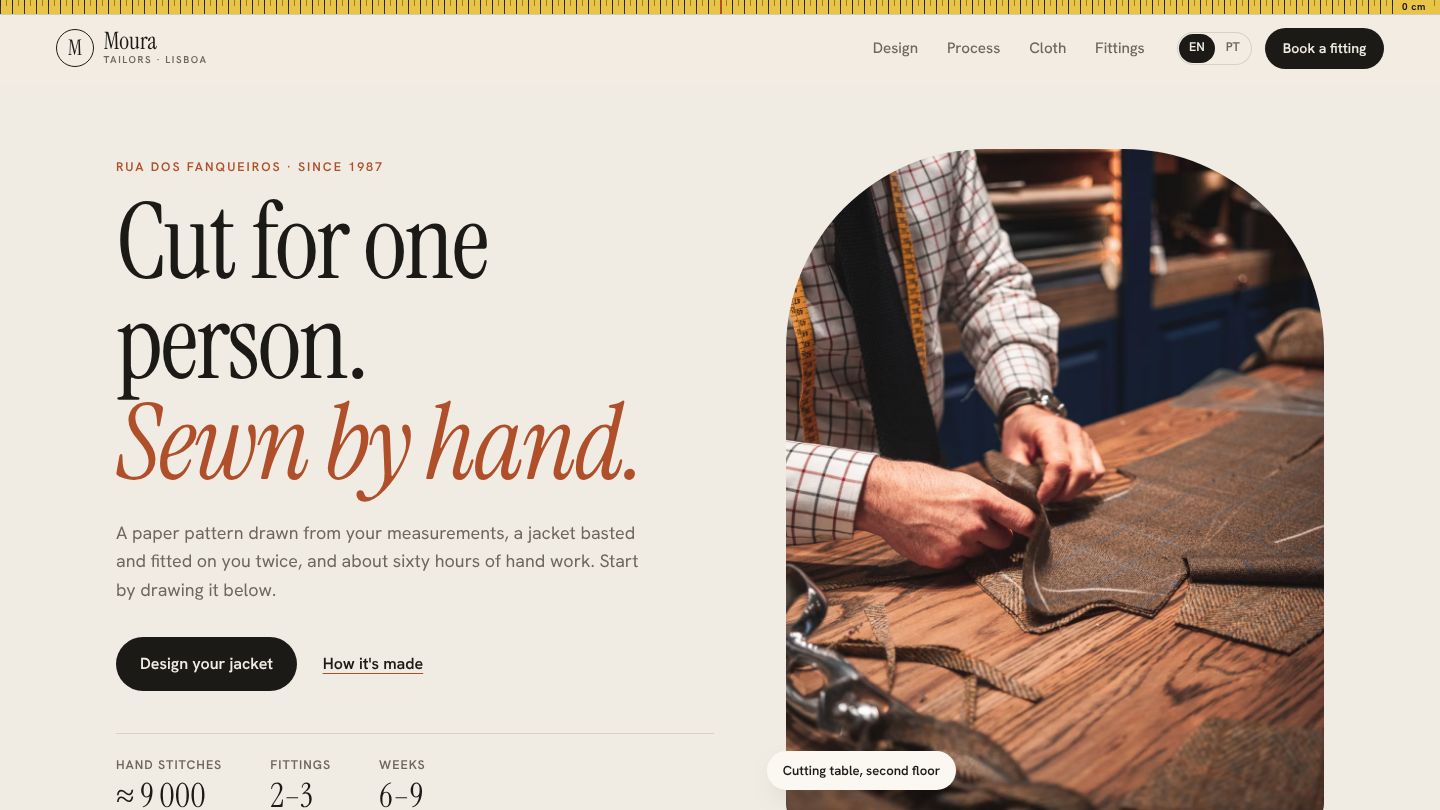 0 cm
M
Moura
TAILORS · LISBOA
Design
Process
Cloth
Fittings
EN
PT
Book a fitting
RUA DOS FANQUEIROS · SINCE 1987
Cut for one
person.
Sewn by hand.
A paper pattern drawn from your measurements, a jacket basted
and fitted on you twice, and about sixty hours of hand work. Start
by drawing it below.
Design your jacket
How it's made
HAND STITCHES
≈ 9 000
FITTINGS
2–3
WEEKS
6–9
Cutting table, second floor